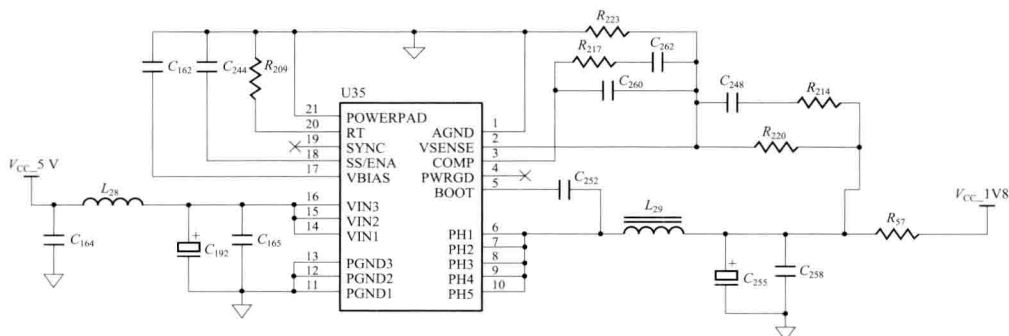 R223
R217
C262
C162
C244
R209
C260
C248
R214
U35
21
POWERPAD
20
RT
19
SYNC
18
SS/ENA
17
VBIAS
1
AGND
2
VSENSE
3
COMP
4
PWRGD
5
BOOT
R220
C252
VCC_5 V
L28
16
VIN3
15
VIN2
14
VIN1
C164
C192
C165
13
PGND3
12
PGND2
11
PGND1
6
PH1
7
PH2
8
PH3
9
PH4
10
PH5
L29
R57
VCC_1V8
+
C255
C258
+